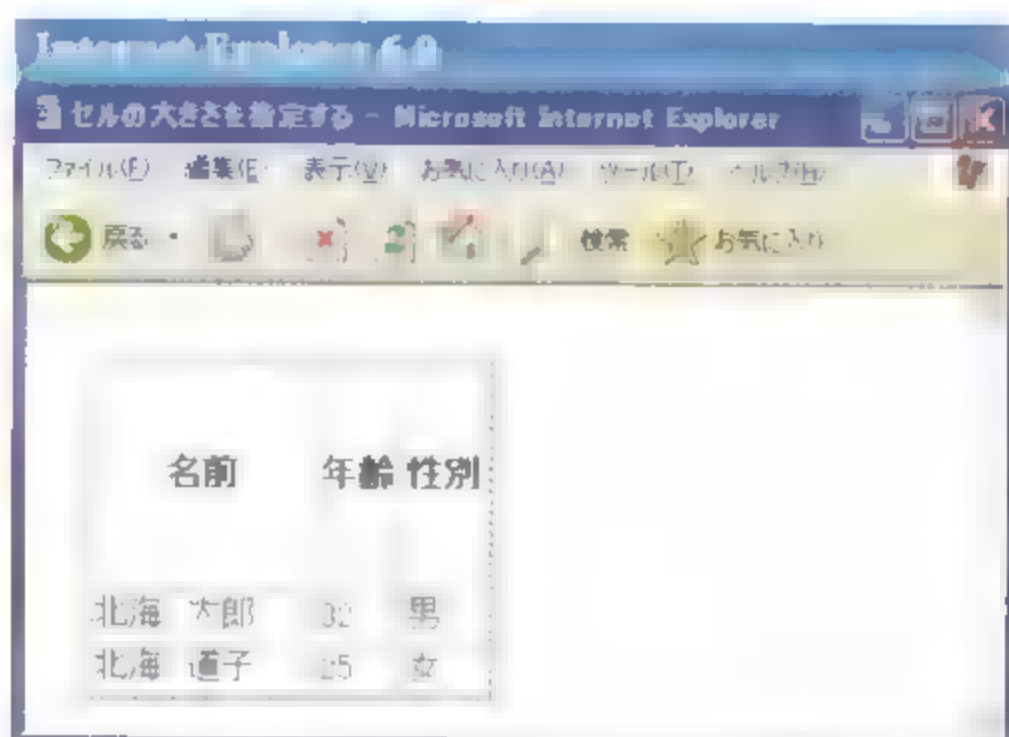 Internet Explorer 6.0
セルの大きさを指定する - Microsoft Internet Explorer
ファイル(F) 編集(E) 表示(V) お気に入り(A) ツール(T) ヘルプ(H)
戻る 検索 お気に入り
名前 年齢 性別
北海 太郎 32 男
北海 道子 25 女